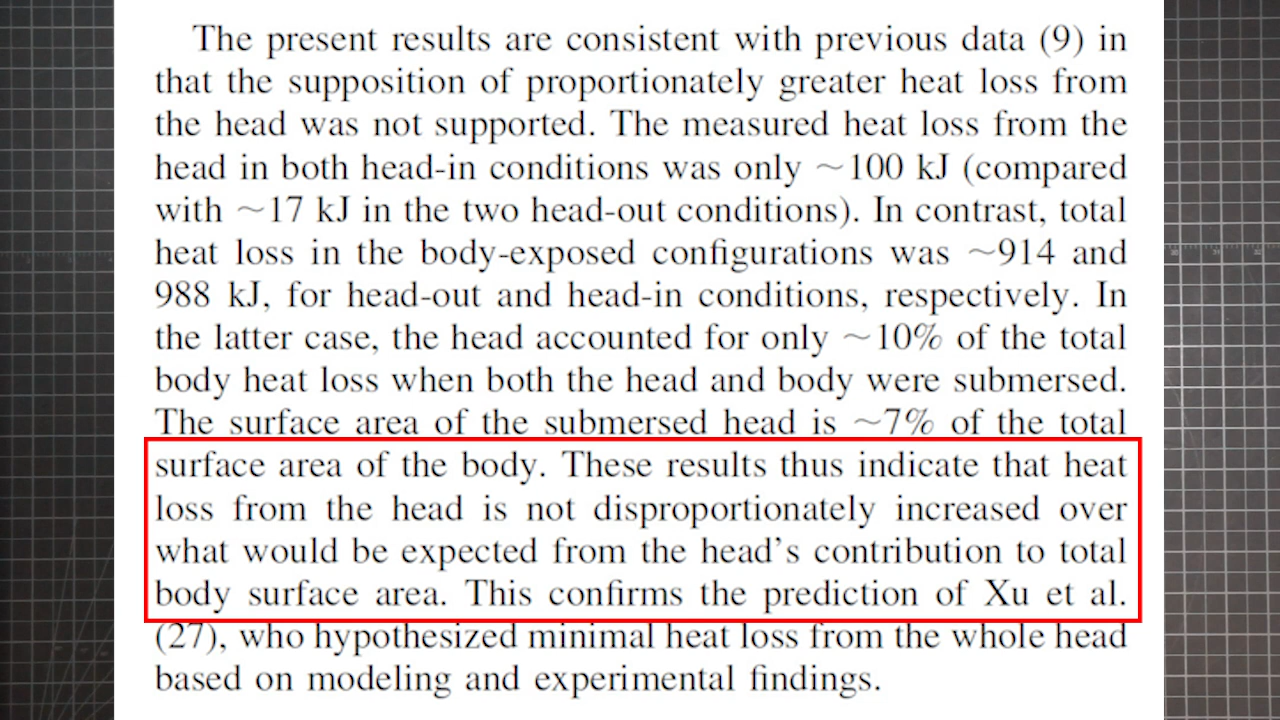 The present results are consistent with previous data (9) in
that the supposition of proportionately greater heat loss from
the head was not supported. The measured heat loss from the
head in both head-in conditions was only ~100 kJ (compared
with ~17 kJ in the two head-out conditions). In contrast, total
heat loss in the body-exposed configurations was ~914 and
988 kJ, for head-out and head-in conditions, respectively. In
the latter case, the head accounted for only ~10% of the total
body heat loss when both the head and body were submersed.
The surface area of the submersed head is ~7% of the total
surface area of the body. These results thus indicate that heat
loss from the head is not disproportionately increased over
what would be expected from the head's contribution to total
body surface area. This confirms the prediction of Xu et al.
(27), who hypothesized minimal heat loss from the whole head
based on modeling and experimental findings.